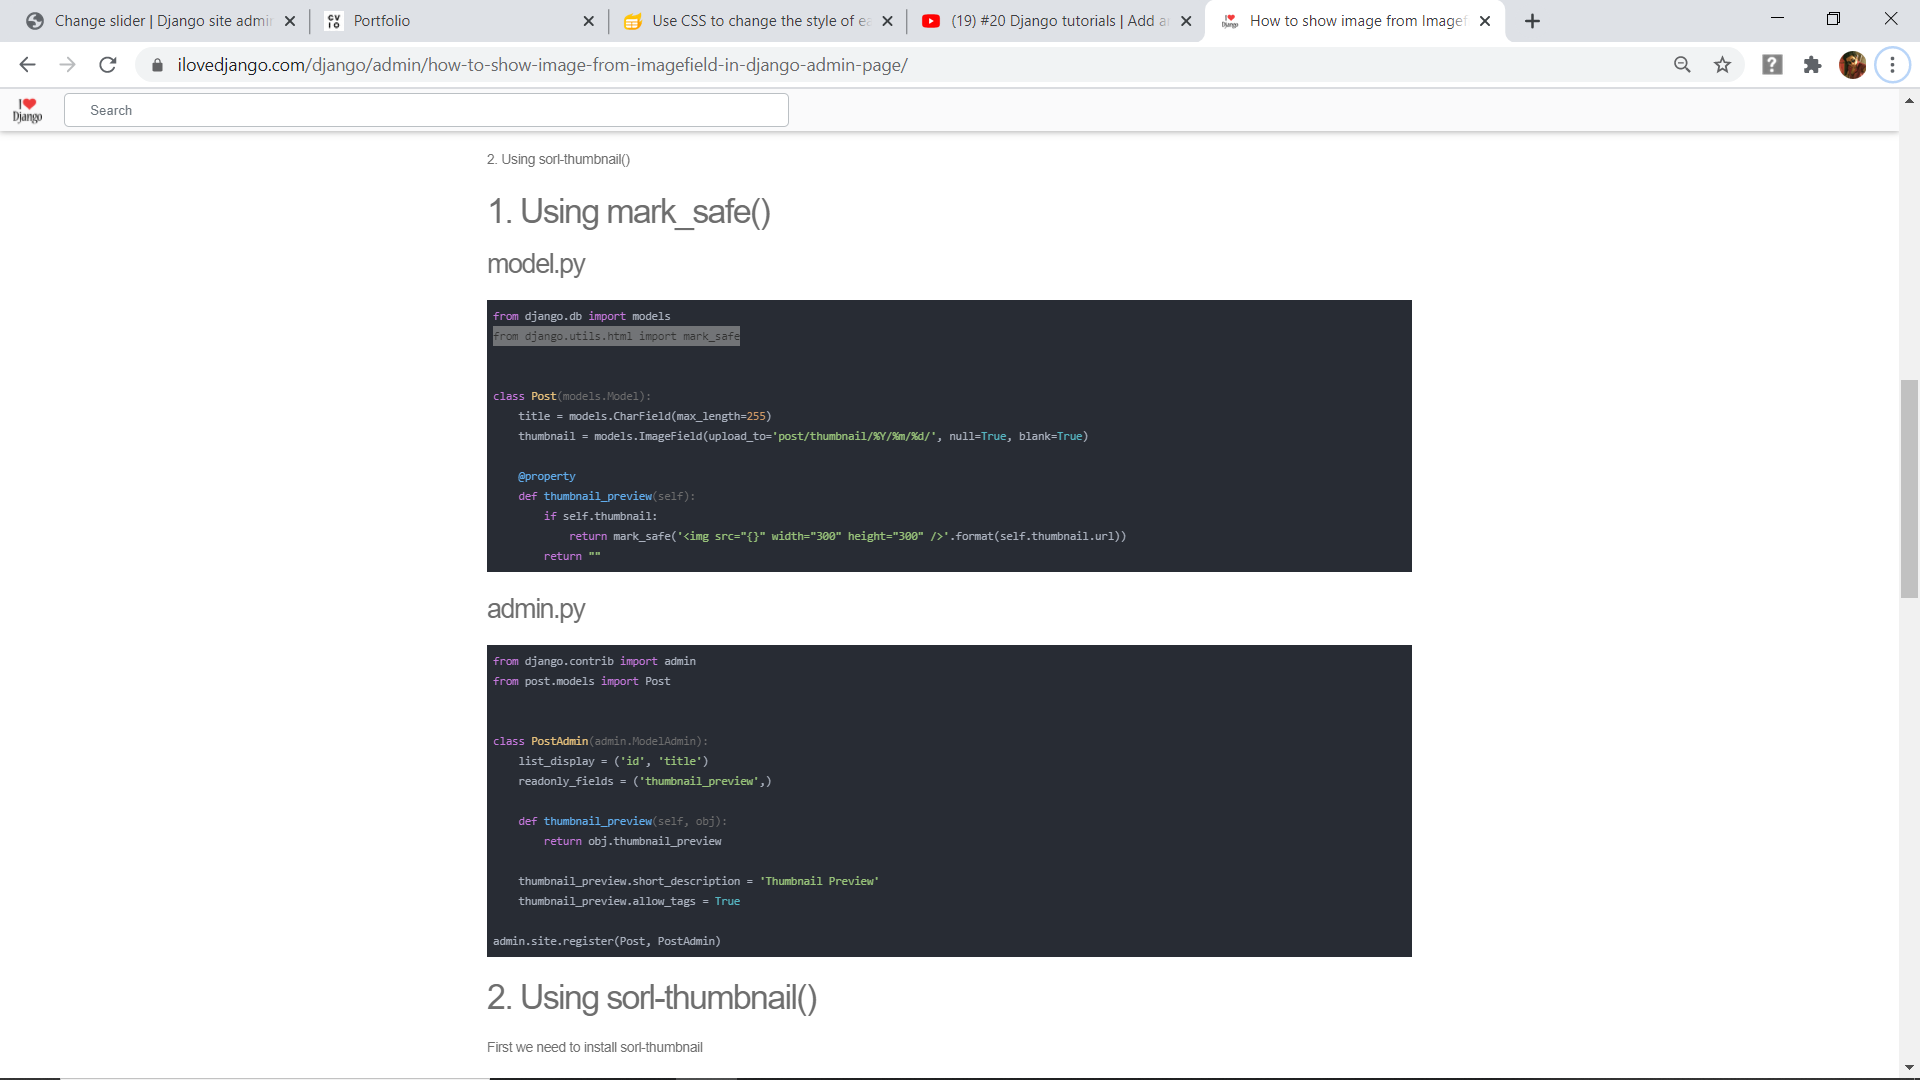 Change slider | Django site admin
Portfolio
Use CSS to change the style of ea
(19) #20 Django tutorials | Add a
How to show image from Imagef
ilovedjango.com/django/admin/how-to-show-image-from-imagefield-in-django-admin-page/
I
Django
Search
2. Using sorl-thumbnail()
1. Using mark_safe()
model.py
from django.db import models
from django.utils.html import mark_safe
class Post(models.Model):
title = models.CharField(max_length=255)
thumbnail = models.ImageField(upload_to='post/thumbnail/%Y/%m/%d/', null=True, blank=True)
@property
def thumbnail_preview(self):
if self.thumbnail:
return mark_safe('<img src="{}" width="300" height="300" />'.format(self.thumbnail.url))
return ""
admin.py
from django.contrib import admin
from post.models import Post
class PostAdmin(admin.ModelAdmin):
list_display = ('id', 'title')
readonly_fields = ('thumbnail_preview',)
def thumbnail_preview(self, obj):
return obj.thumbnail_preview
thumbnail_preview.short_description = 'Thumbnail Preview'
thumbnail_preview.allow_tags = True
admin.site.register(Post, PostAdmin)
2. Using sorl-thumbnail()
First we need to install sorl-thumbnail